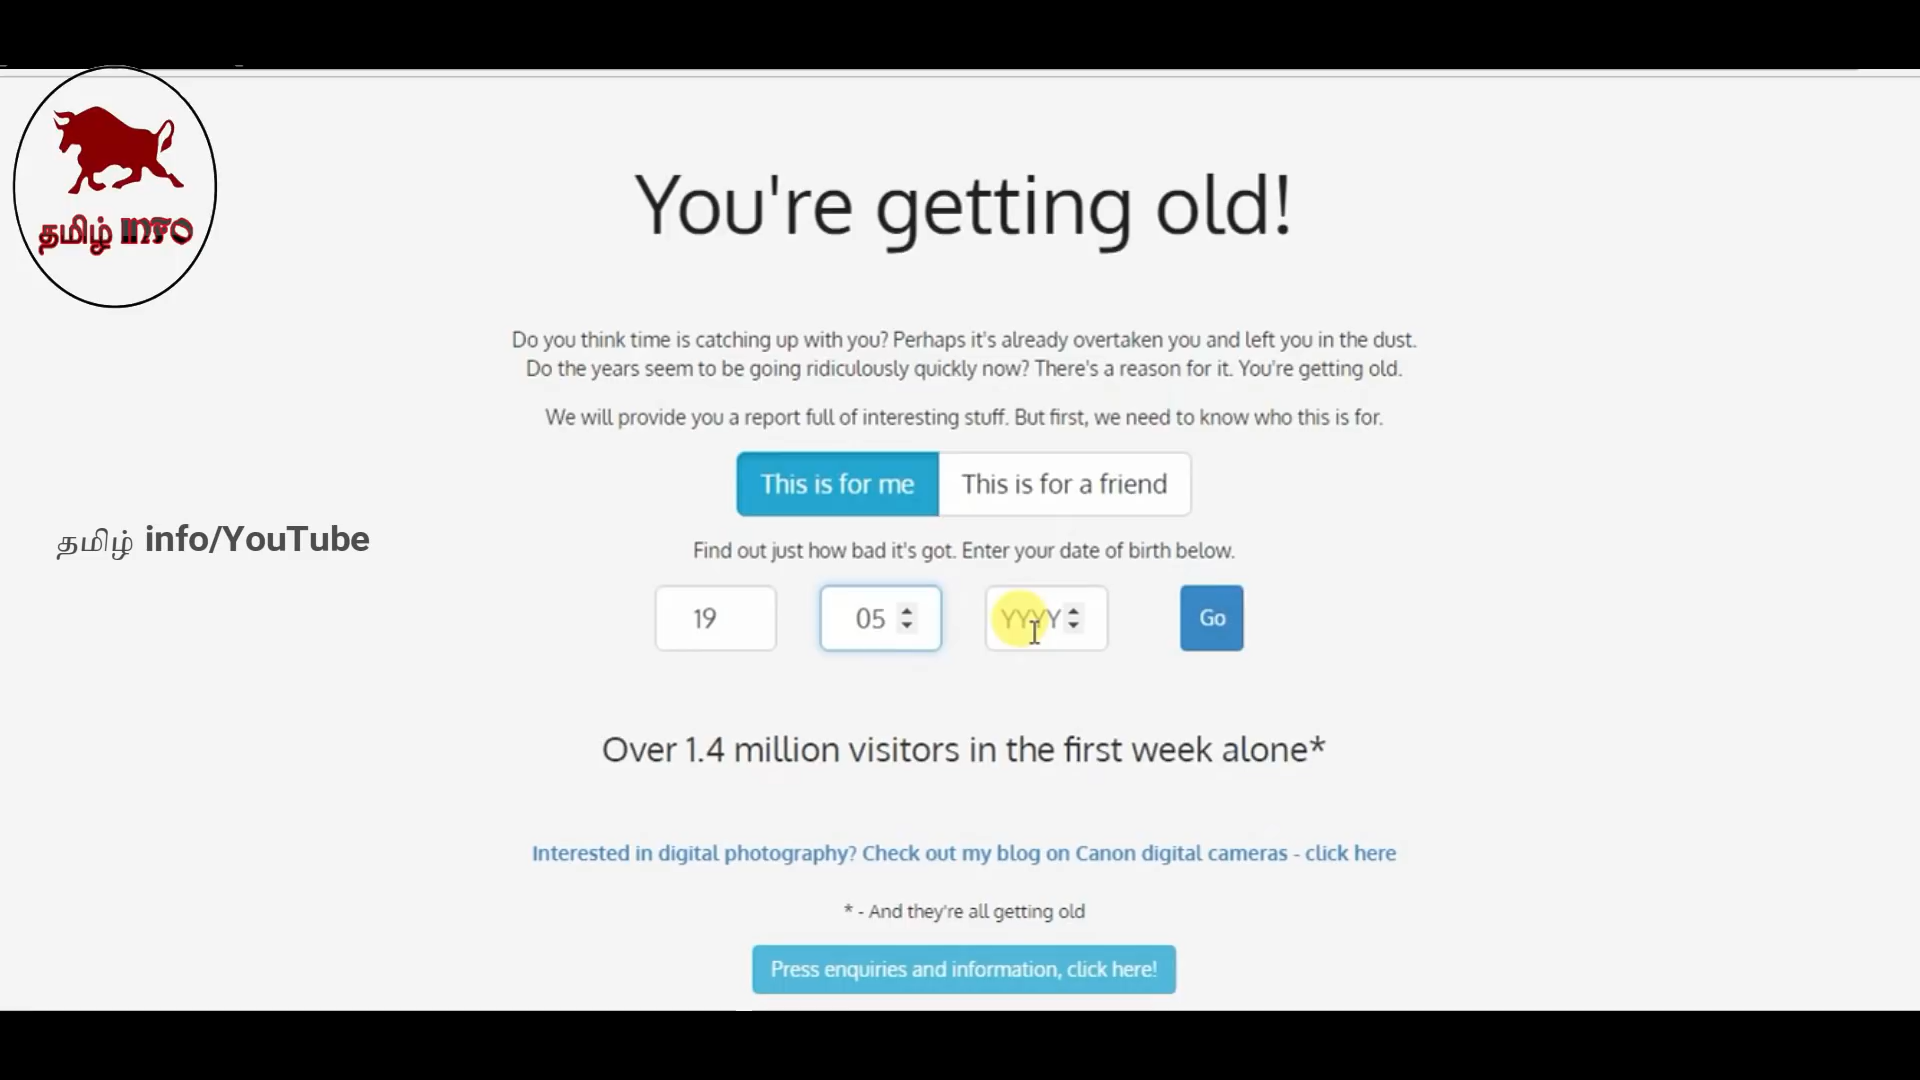 தமிழ் INFO
You're getting old!
Do you think time is catching up with you? Perhaps it's already overtaken you and left you in the dust.
Do the years seem to be going ridiculously quickly now? There's a reason for it. You're getting old.
We will provide you a report full of interesting stuff. But first, we need to know who this is for.
This is for me This is for a friend
தமிழ் info/YouTube
Find out just how bad it's got. Enter your date of birth below.
19 05 YYYY Go
Over 1.4 million visitors in the first week alone*
Interested in digital photography? Check out my blog on Canon digital cameras - click here
* - And they're all getting old
Press enquiries and information, click here!